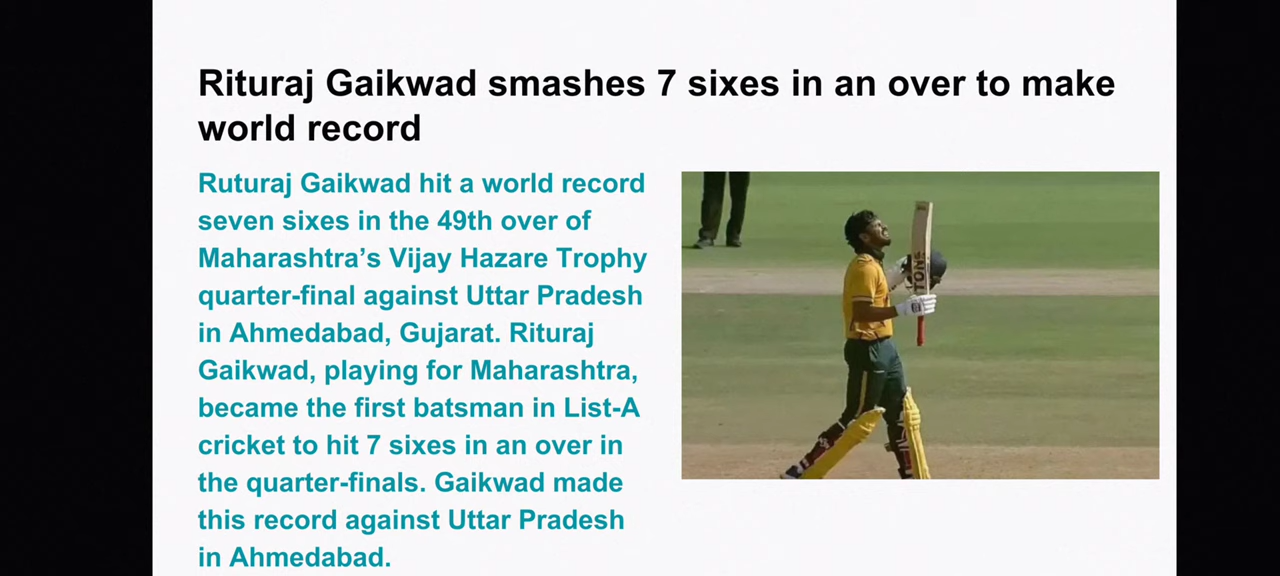 Rituraj Gaikwad smashes 7 sixes in an over to make
world record
Ruturaj Gaikwad hit a world record
seven sixes in the 49th over of
Maharashtra’s Vijay Hazare Trophy
quarter-final against Uttar Pradesh
in Ahmedabad, Gujarat. Rituraj
Gaikwad, playing for Maharashtra,
became the first batsman in List-A
cricket to hit 7 sixes in an over in
the quarter-finals. Gaikwad made
this record against Uttar Pradesh
in Ahmedabad.
TON